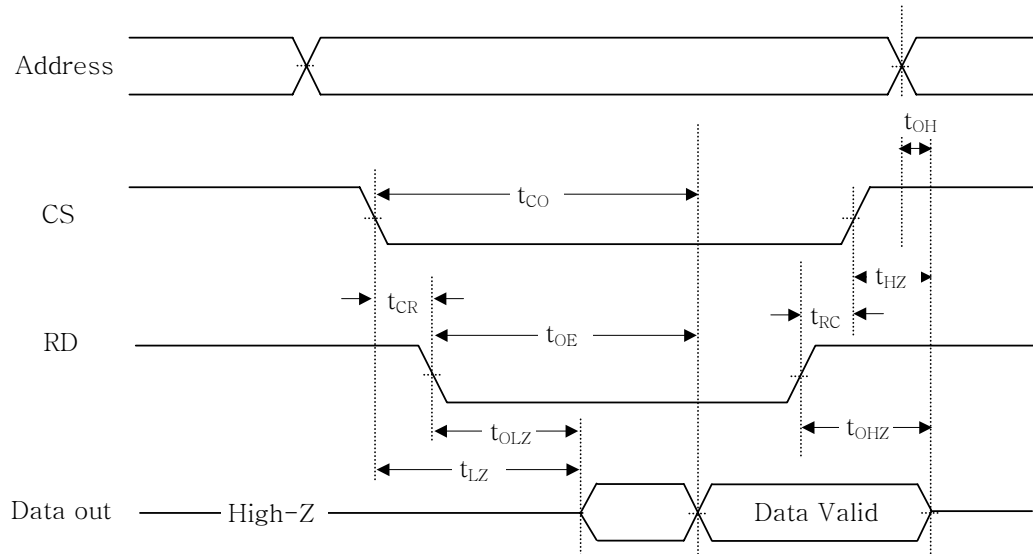 Address
tOH
CS
tCO
tHZ
tCR
tRC
RD
tOE
tOLZ
tOHZ
tLZ
Data out
High-Z
Data Valid